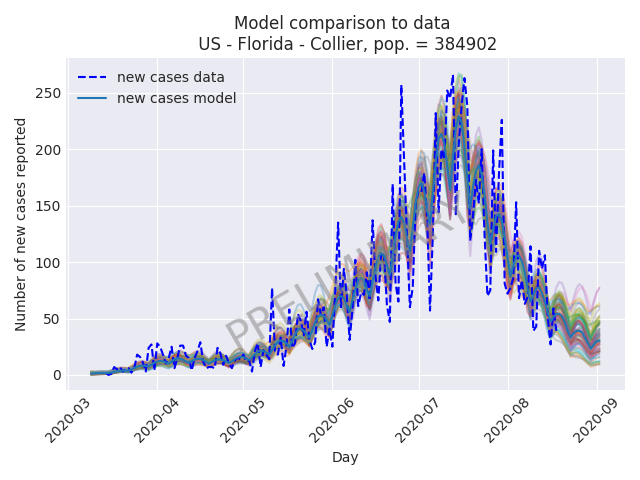 Model comparison to data
US - Florida - Collier, pop. = 384902
new cases data
new cases model
Number of new cases reported
250
200
150
100
50
0
PRELIMINARY
2020-03
2020-04
2020-05
2020-06
2020-07
2020-08
2020-09
Day